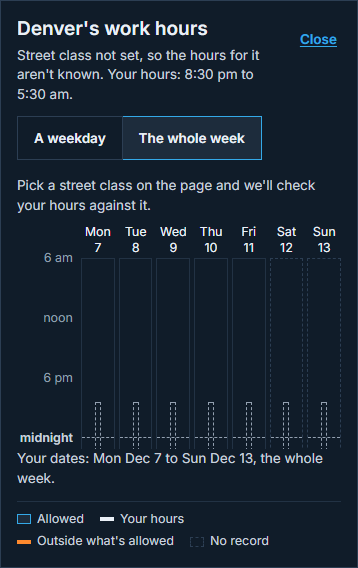 Denver's work hours
Close
Street class not set, so the hours for it
aren't known. Your hours: 8:30 pm to
5:30 am.
A weekday
The whole week
Pick a street class on the page and we'll check
your hours against it.
Mon Tue Wed Thu Fri Sat Sun
7 8 9 10 11 12 13
6 am
noon
6 pm
midnight
Your dates: Mon Dec 7 to Sun Dec 13, the whole
week.
Allowed
Your hours
Outside what's allowed
No record